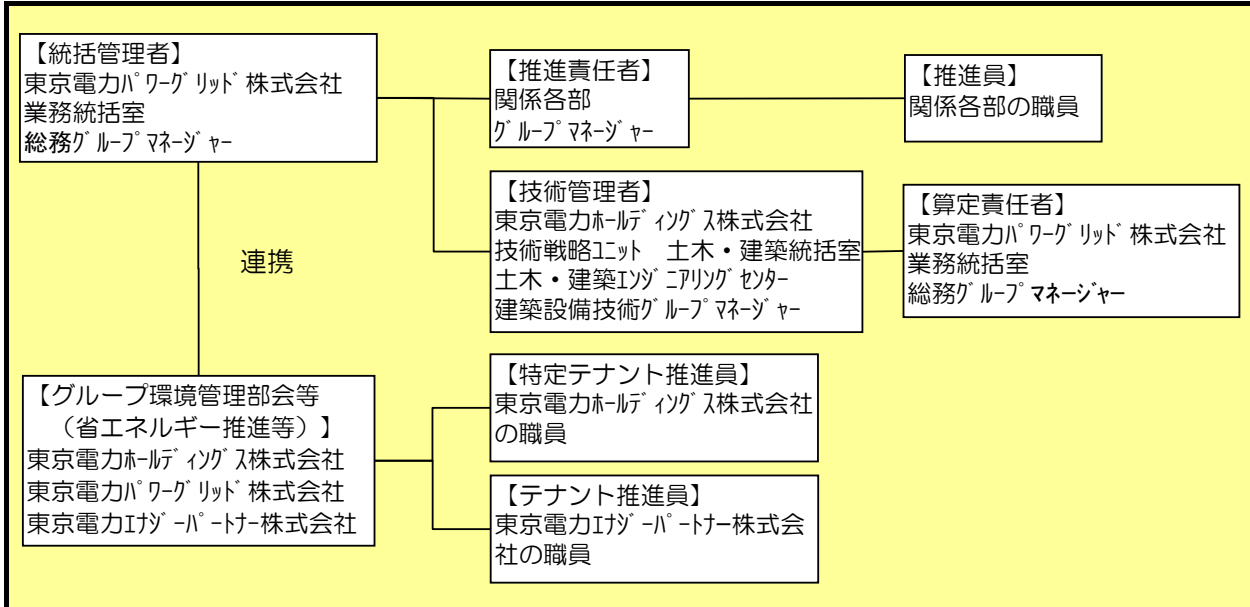 【統括管理者】
東京電力ﾊﾟﾜｰｸﾞﾘｯﾄﾞ株式会社
業務統括室
総務ｸﾞﾙｰﾌﾟﾏﾈｰｼﾞｬｰ
【推進責任者】
関係各部
ｸﾞﾙｰﾌﾟﾏﾈｰｼﾞｬｰ
【推進員】
関係各部の職員
【技術管理者】
東京電力ﾎｰﾙﾃﾞｨﾝｸﾞｽ株式会社
技術戦略ﾕﾆｯﾄ　土木・建築統括室
土木・建築ｴﾝｼﾞﾆｱﾘﾝｸﾞｾﾝﾀｰ
建築設備技術ｸﾞﾙｰﾌﾟﾏﾈｰｼﾞｬｰ
【算定責任者】
東京電力ﾊﾟﾜｰｸﾞﾘｯﾄﾞ株式会社
業務統括室
総務ｸﾞﾙｰﾌﾟﾏﾈｰｼﾞｬｰ
連携
【グループ環境管理部会等
（省エネルギー推進等）】
東京電力ﾎｰﾙﾃﾞｨﾝｸﾞｽ株式会社
東京電力ﾊﾟﾜｰｸﾞﾘｯﾄﾞ株式会社
東京電力ｴﾅｼﾞｰﾊﾟｰﾄﾅｰ株式会社
【特定テナント推進員】
東京電力ﾎｰﾙﾃﾞｨﾝｸﾞｽ株式会社
の職員
【テナント推進員】
東京電力ｴﾅｼﾞｰﾊﾟｰﾄﾅｰ株式会
社の職員